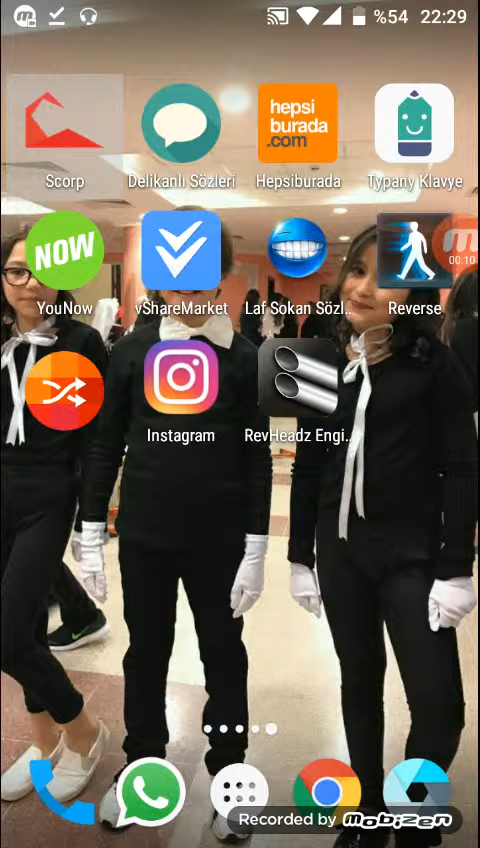 %54 22:29
hepsi
burada
.com
Scorp Delikanlı Sözleri Hepsiburada Typany Klavye
NOW
00:10
YouNow vShareMarket Laf Sokan Sözl.. Reverse
Instagram RevHeadz Engi..
Recorded by Mobizen